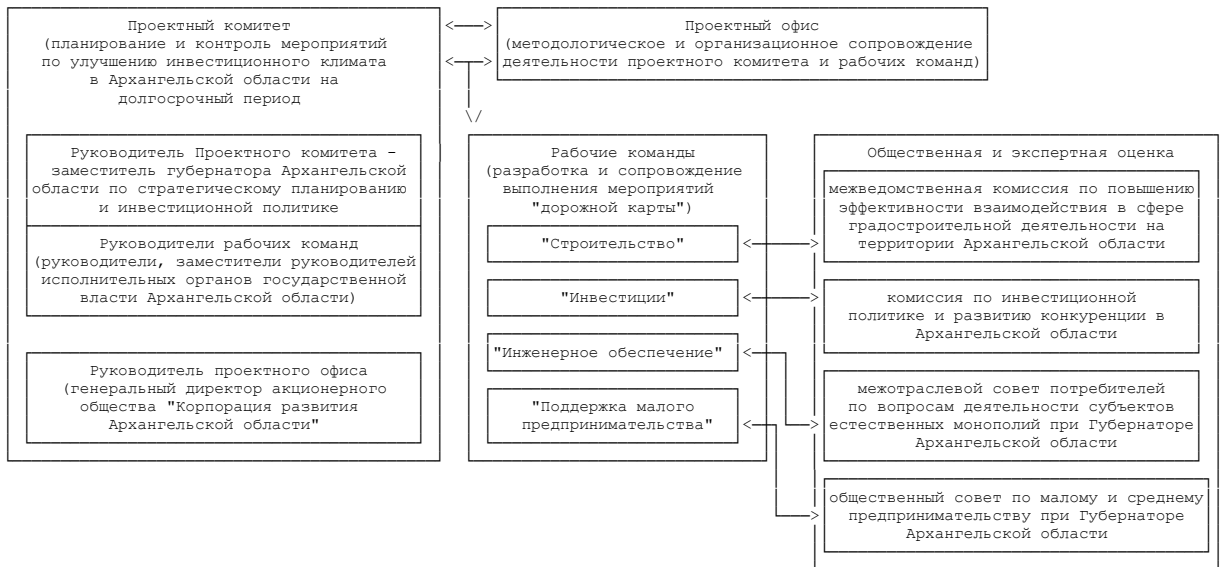 Проектный комитет
(планирование и контроль мероприятий
по улучшению инвестиционного климата
в Архангельской области на
долгосрочный период
Проектный офис
(методологическое и организационное сопровождение
деятельности проектного комитета и рабочих команд)
Руководитель Проектного комитета –
заместитель губернатора Архангельской
области по стратегическому планированию
и инвестиционной политике
Руководители рабочих команд
(руководители, заместители руководителей
исполнительных органов государственной
власти Архангельской области)
Руководитель проектного офиса
(генеральный директор акционерного
общества "Корпорация развития
Архангельской области"
Рабочие команды
(разработка и сопровождение
выполнения мероприятий
"дорожной карты")
"Строительство"
"Инвестиции"
"Инженерное обеспечение"
"Поддержка малого
предпринимательства"
Общественная и экспертная оценка
межведомственная комиссия по повышению
эффективности взаимодействия в сфере
градостроительной деятельности на
территории Архангельской области
комиссия по инвестиционной
политике и развитию конкуренции в
Архангельской области
межотраслевой совет потребителей
по вопросам деятельности субъектов
естественных монополий при Губернаторе
Архангельской области
общественный совет по малому и среднему
предпринимательству при Губернаторе
Архангельской области